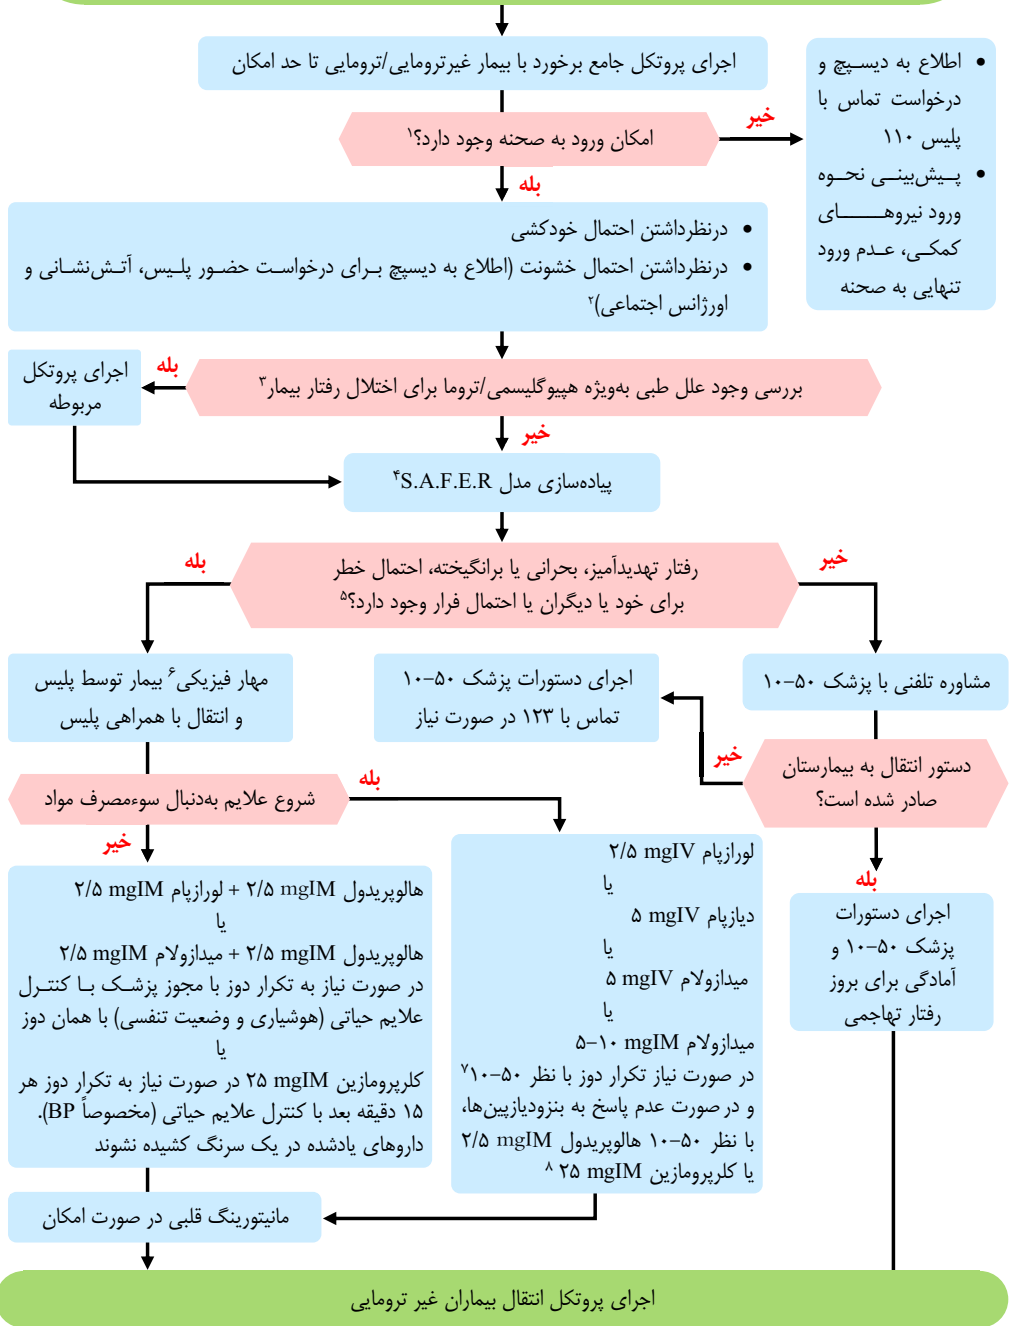 اجرای پروتکل جامع برخورد با بیمار غیرترومایی/ترومایی تا حد امکان
امکان ورود به صحنه وجود دارد؟۱
خیر
• اطلاع به دیسپچ و
درخواست تماس با
پلیس ۱۱۰
• پیش‌بینی نحوه
ورود نیروهای
کمکی، عدم ورود
تنهایی به صحنه
بله
• درنظرداشتن احتمال خودکشی
• درنظرداشتن احتمال خشونت (اطلاع به دیسپچ برای درخواست حضور پلیس، آتش‌نشانی و
اورژانس اجتماعی)۲
بررسی وجود علل طبی به‌ویژه هیپوگلیسمی/تروما برای اختلال رفتار بیمار۳
بله
اجرای پروتکل
مربوطه
خیر
پیاده‌سازی مدل S.A.F.E.R۴
رفتار تهدیدآمیز، بحرانی یا برانگیخته، احتمال خطر
برای خود یا دیگران یا احتمال فرار وجود دارد؟۵
خیر
بله
مشاوره تلفنی با پزشک ۵۰–۱۰
دستور انتقال به بیمارستان
صادر شده است؟
خیر
اجرای دستورات پزشک ۵۰–۱۰
تماس با ۱۲۳ در صورت نیاز
بله
اجرای دستورات
پزشک ۵۰–۱۰ و
آمادگی برای بروز
رفتار تهاجمی
مهار فیزیکی۶ بیمار توسط پلیس
و انتقال با همراهی پلیس
شروع علایم به‌دنبال سوءمصرف مواد
بله
لورازپام ۲/۵ mgIV
یا
دیازپام ۵ mgIV
یا
میدازولام ۵ mgIV
یا
میدازولام ۵–۱۰ mgIM
در صورت نیاز تکرار دوز با نظر ۵۰–۱۰۷
و در صورت عدم پاسخ به بنزودیازپین‌ها،
با نظر ۵۰–۱۰ هالوپریدول ۲/۵ mgIM
یا کلرپرومازین ۲۵ mgIM ۸
خیر
هالوپریدول ۲/۵ mgIM + لورازپام ۲/۵ mgIM
یا
هالوپریدول ۲/۵ mgIM + میدازولام ۲/۵ mgIM
در صورت نیاز به تکرار دوز با مجوز پزشک با کنترل
علایم حیاتی (هوشیاری و وضعیت تنفسی) با همان دوز
یا
کلرپرومازین ۲۵ mgIM در صورت نیاز به تکرار دوز هر
۱۵ دقیقه بعد با کنترل علایم حیاتی (مخصوصاً BP).
داروهای یادشده در یک سرنگ کشیده نشوند
مانیتورینگ قلبی در صورت امکان
اجرای پروتکل انتقال بیماران غیر ترومایی